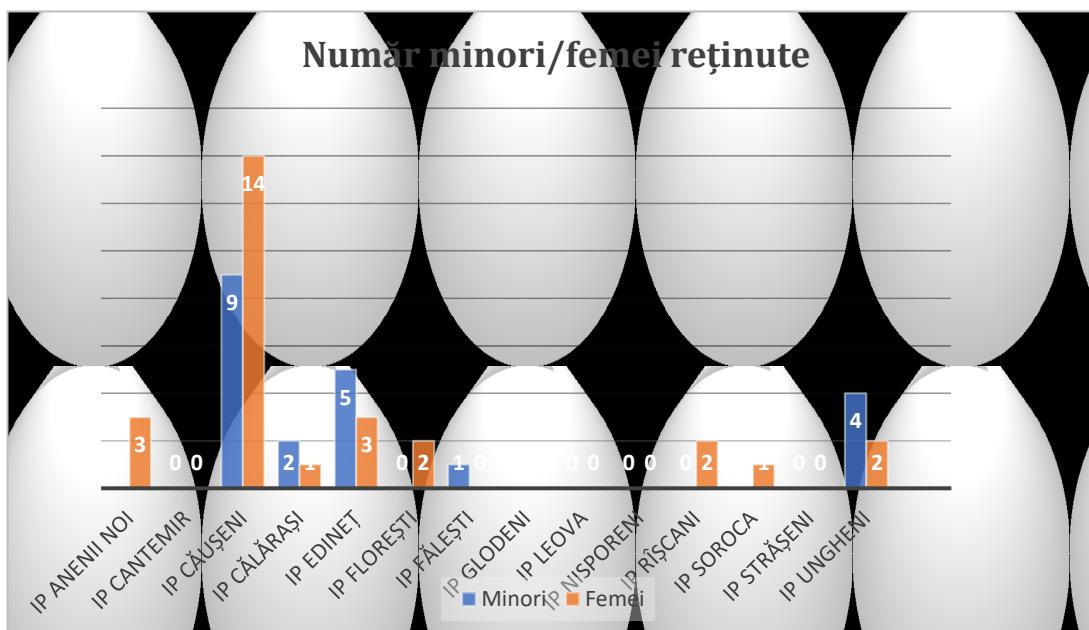 Număr minori/femei reținute
14
9
5
4
3 3
0 0 2 1 0 2 1 0 0 0 0 0 0 2 1 0 0 2
IP ANENII NOI
IP CANTEMIR
IP CĂUȘENI
IP CĂLĂRAȘI
IP EDINEȚ
IP FLOREȘTI
IP FĂLEȘTI
IP GLODENI
IP LEOVA
IP NISPORENI
IP RÎȘCANI
IP SOROCA
IP STRĂȘENI
IP UNGHENI
Minori Femei